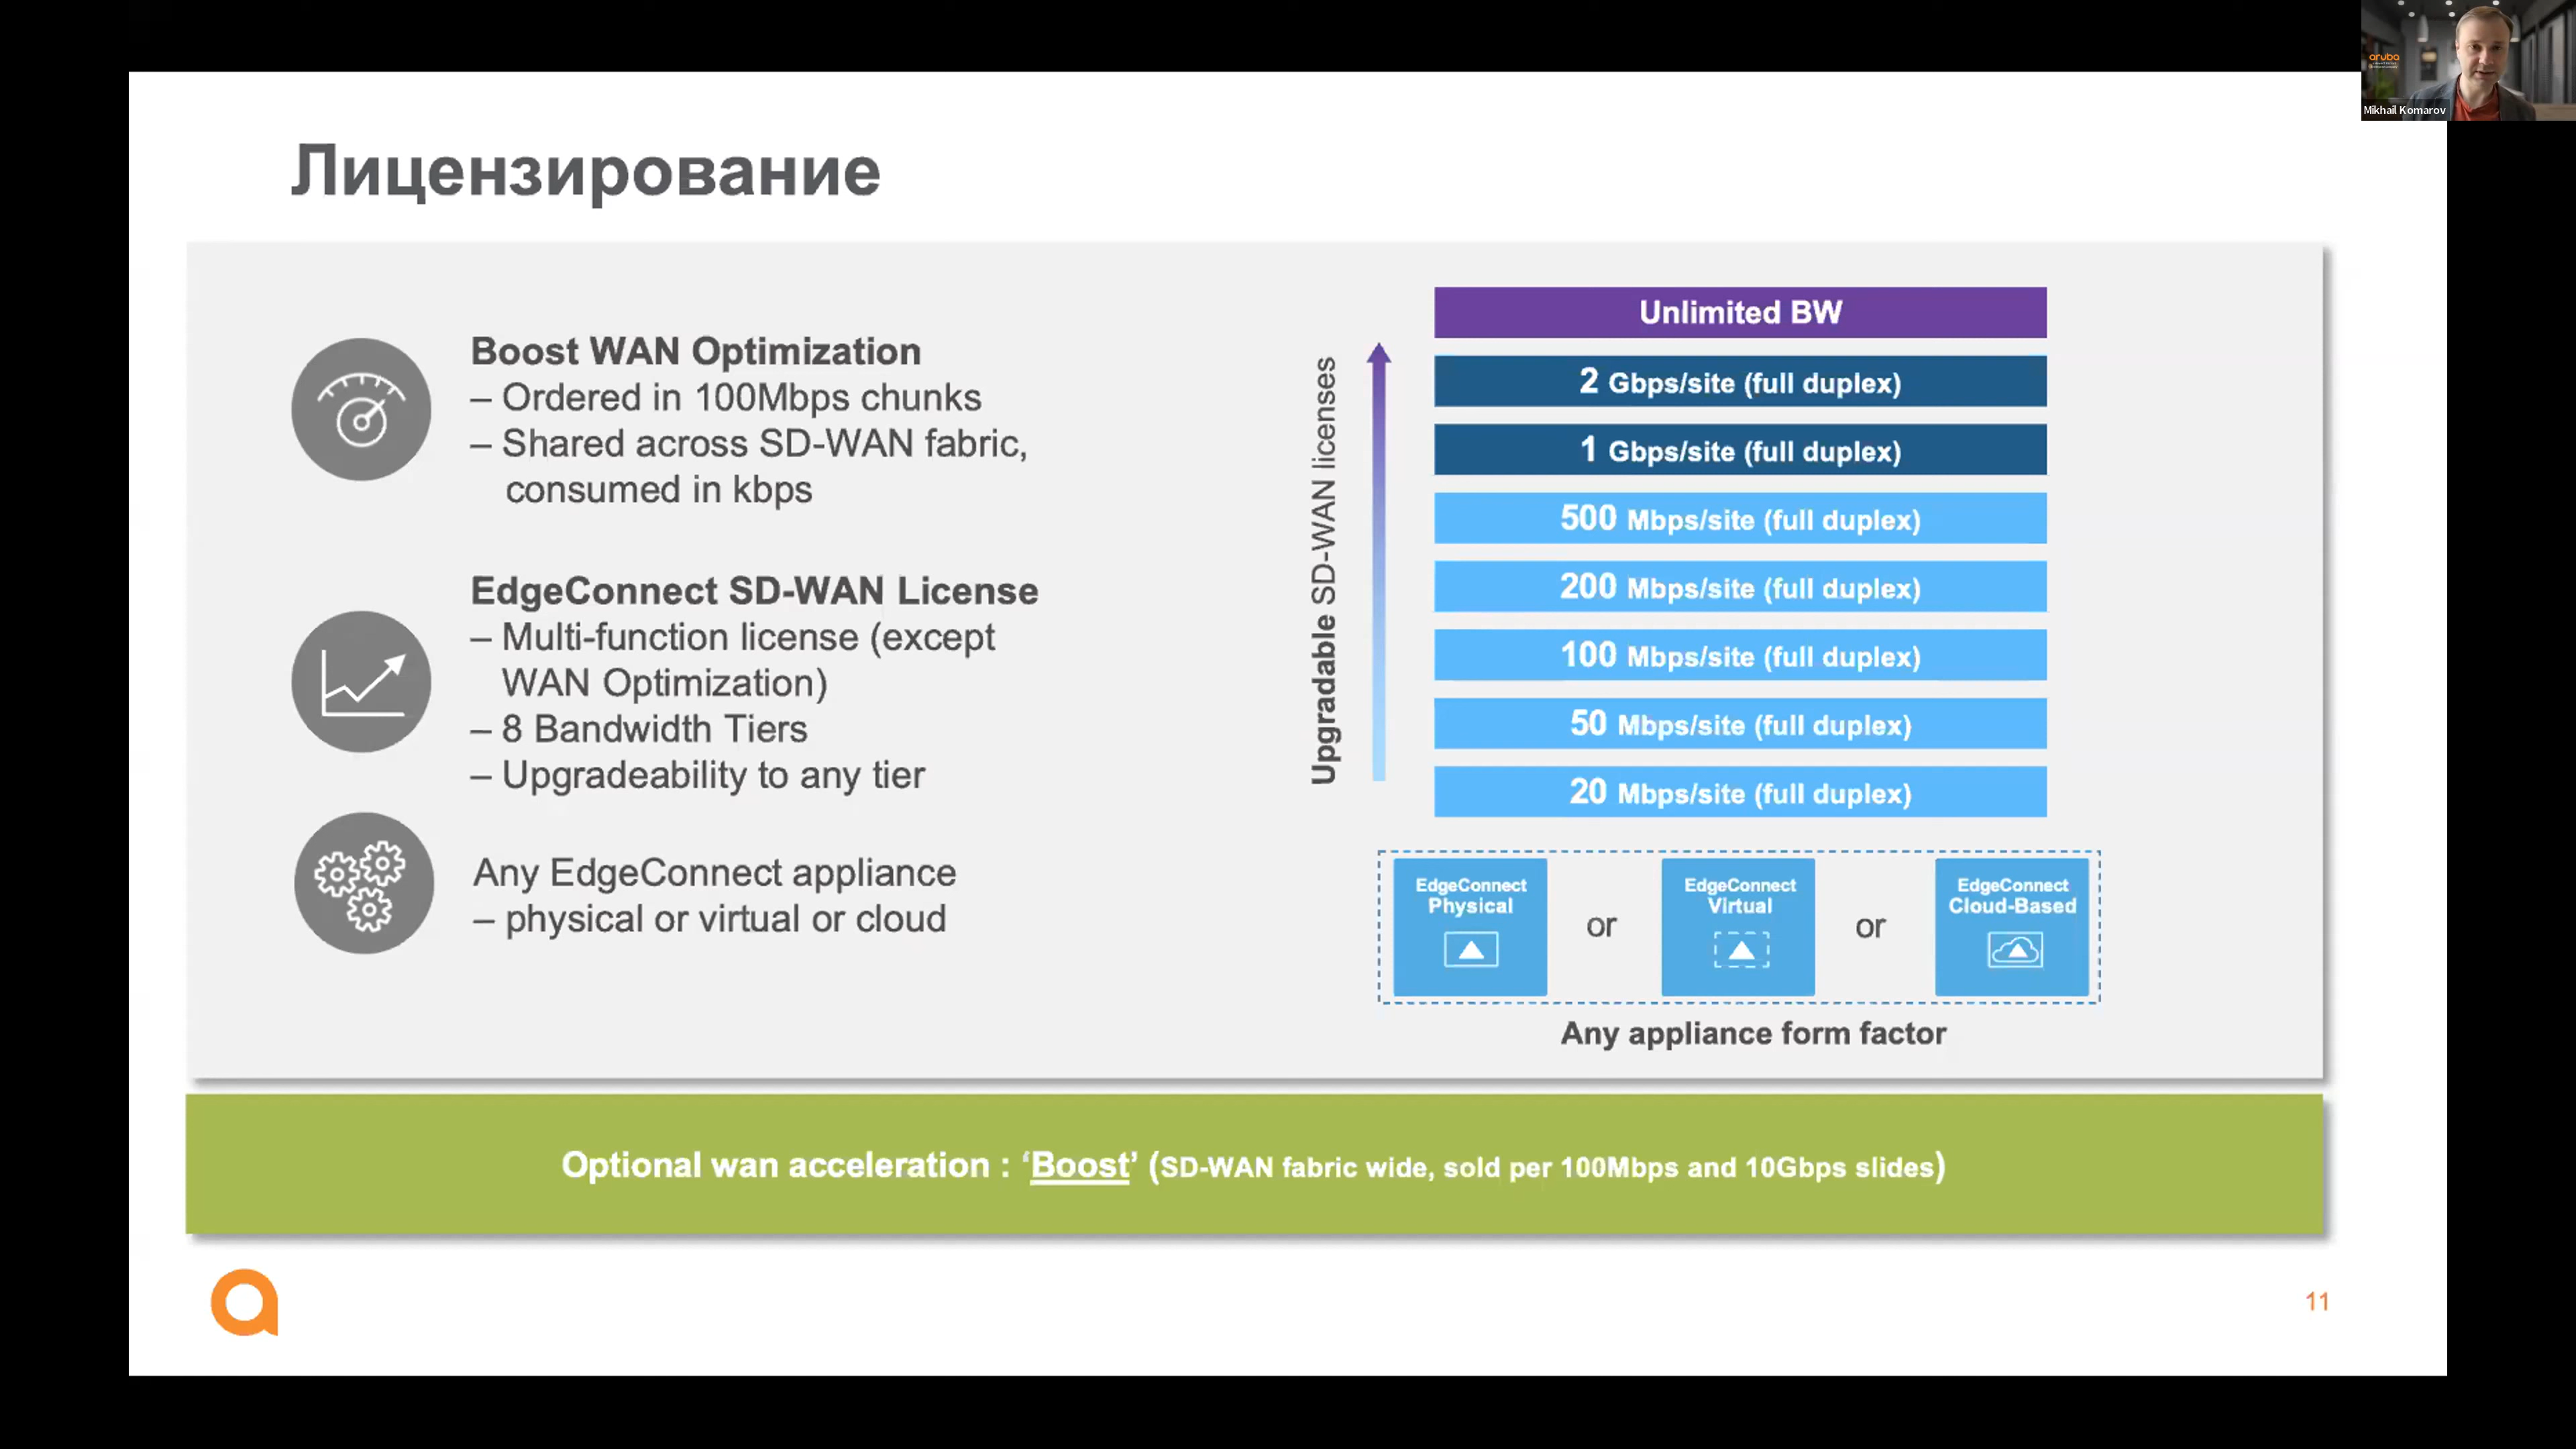 aruba
Mikhail Komarov
Лицензирование
Boost WAN Optimization
– Ordered in 100Mbps chunks
– Shared across SD-WAN fabric,
consumed in kbps
EdgeConnect SD-WAN License
– Multi-function license (except
WAN Optimization)
– 8 Bandwidth Tiers
– Upgradeability to any tier
Any EdgeConnect appliance
– physical or virtual or cloud
Upgradable SD-WAN licenses
Unlimited BW
2 Gbps/site (full duplex)
1 Gbps/site (full duplex)
500 Mbps/site (full duplex)
200 Mbps/site (full duplex)
100 Mbps/site (full duplex)
50 Mbps/site (full duplex)
20 Mbps/site (full duplex)
EdgeConnect
Physical
or
EdgeConnect
Virtual
or
EdgeConnect
Cloud-Based
Any appliance form factor
Optional wan acceleration : ‘Boost’ (SD-WAN fabric wide, sold per 100Mbps and 10Gbps slides)
11